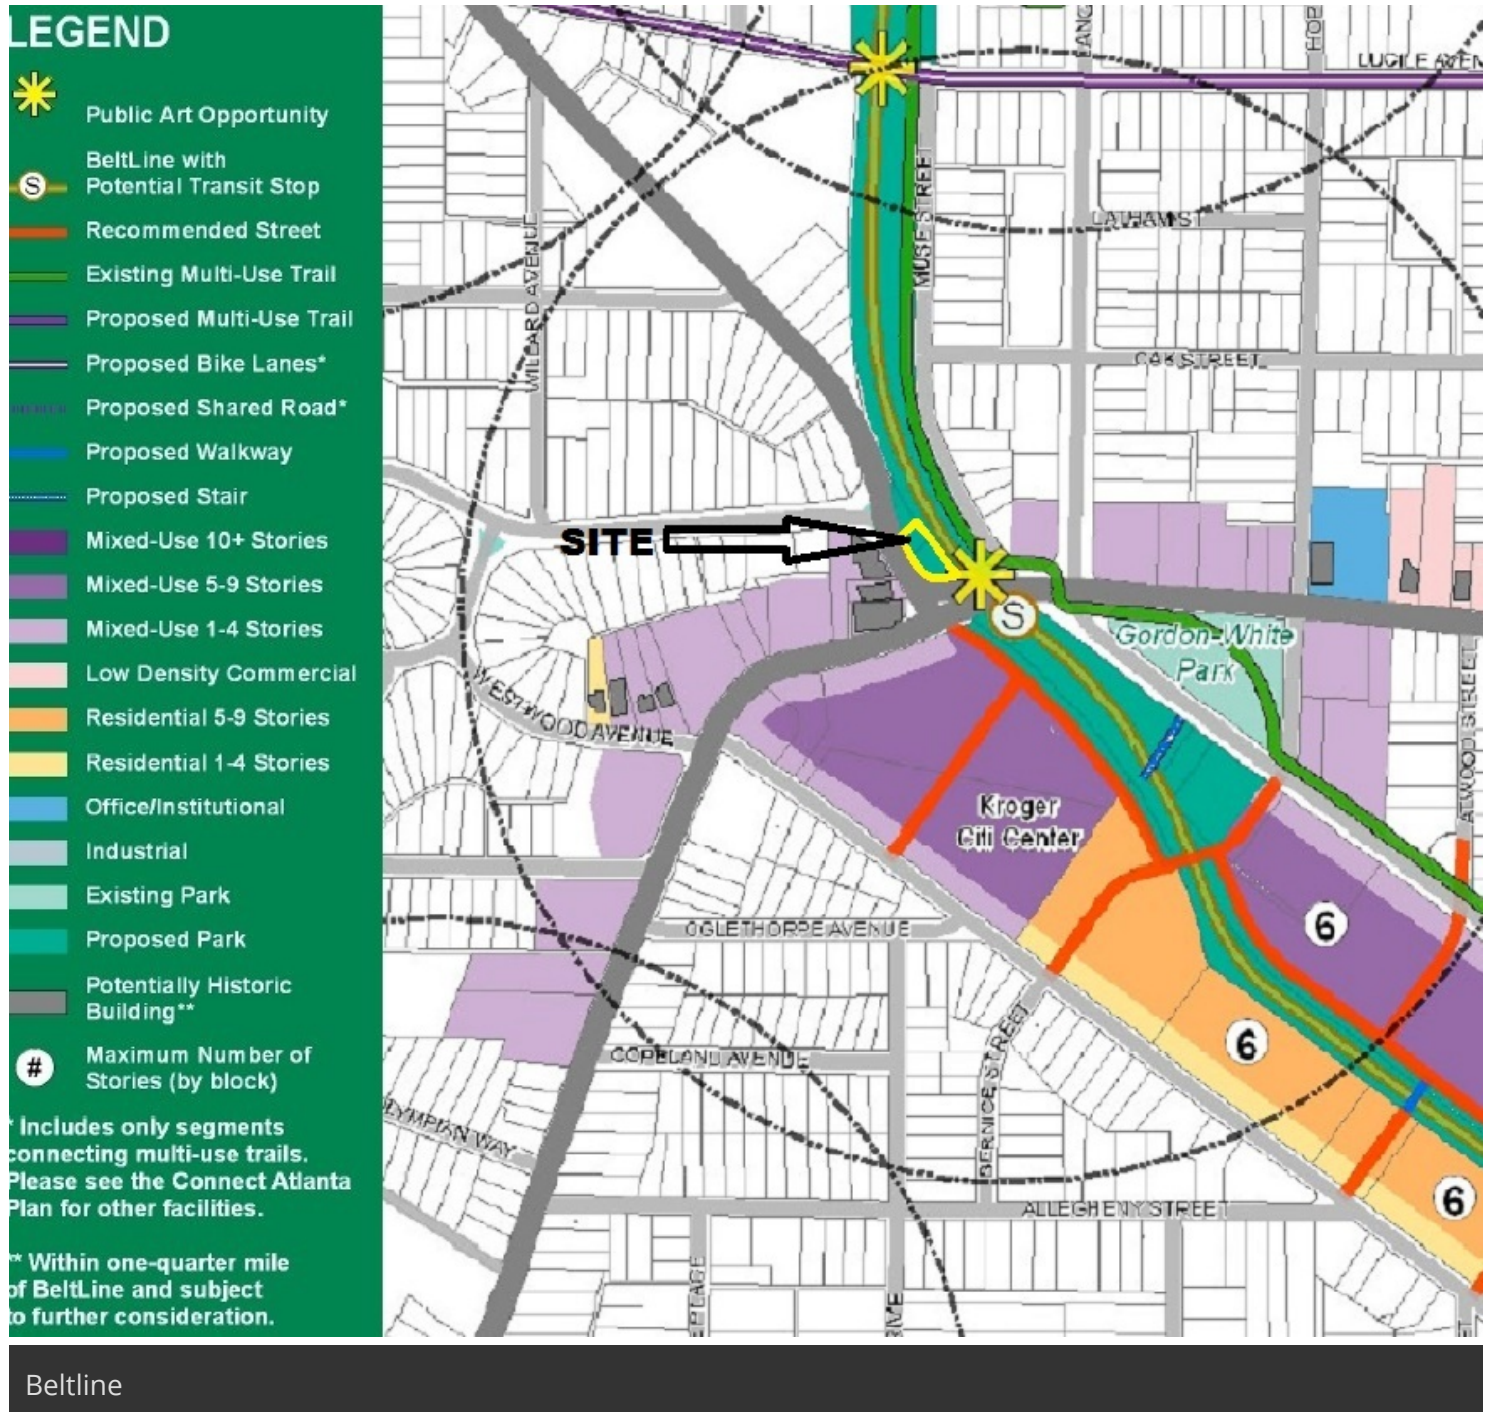 LEGEND
Public Art Opportunity
BeltLine with
S
Potential Transit Stop
Recommended Street
Existing Multi-Use Trail
Proposed Multi-Use Trail
Proposed Bike Lanes*
Proposed Shared Road*
Proposed Walkway
Proposed Stair
Mixed-Use 10+ Stories
Mixed-Use 5-9 Stories
Mixed-Use 1-4 Stories
Low Density Commercial
Residential 5-9 Stories
Residential 1-4 Stories
Office/Institutional
Industrial
Existing Park
Proposed Park
Potentially Historic
Building**
#
Maximum Number of
Stories (by block)
* Includes only segments
connecting multi-use trails.
Please see the Connect Atlanta
Plan for other facilities.
** Within one-quarter mile
of BeltLine and subject
to further consideration.
LUCILE AVEN
MUSE STREET
LATHAM ST
WILLARD AVENUE
OAK STREET
SITE
S
Gordon-White
Park
WESTWOOD AVENUE
ATWOOD STREET
Kroger
Citi Center
6
OGLETHORPE AVENUE
6
COPELAND AVENUE
BERNICE STREET
LYMPIAN WAY
6
ALLEGHENY STREET
Beltline